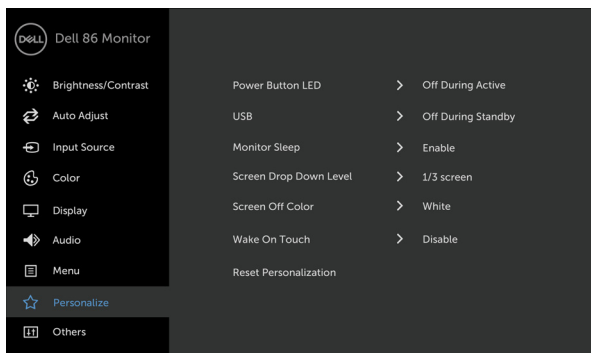 DELL Dell 86 Monitor
Brightness/Contrast
Auto Adjust
Input Source
Color
Display
Audio
Menu
Personalize
Others
Power Button LED > Off During Active
USB > Off During Standby
Monitor Sleep > Enable
Screen Drop Down Level > 1/3 screen
Screen Off Color > White
Wake On Touch > Disable
Reset Personalization